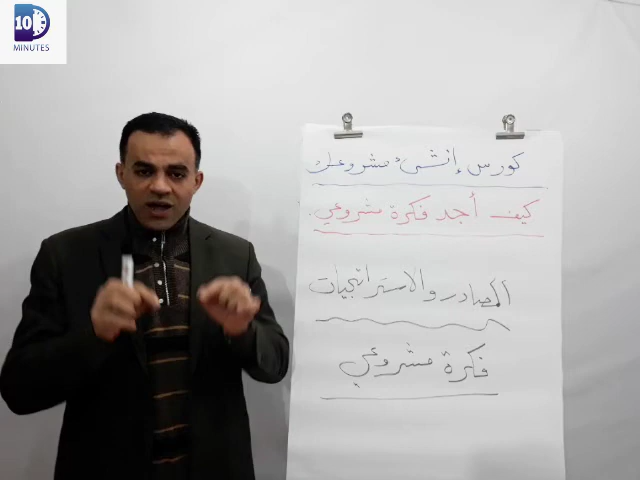 10
MINUTES
كورس إنشئ مشروعك
كيف أجد فكرة مشروعي.
المصادر والاستراتيجيات
فكرة مشروعي